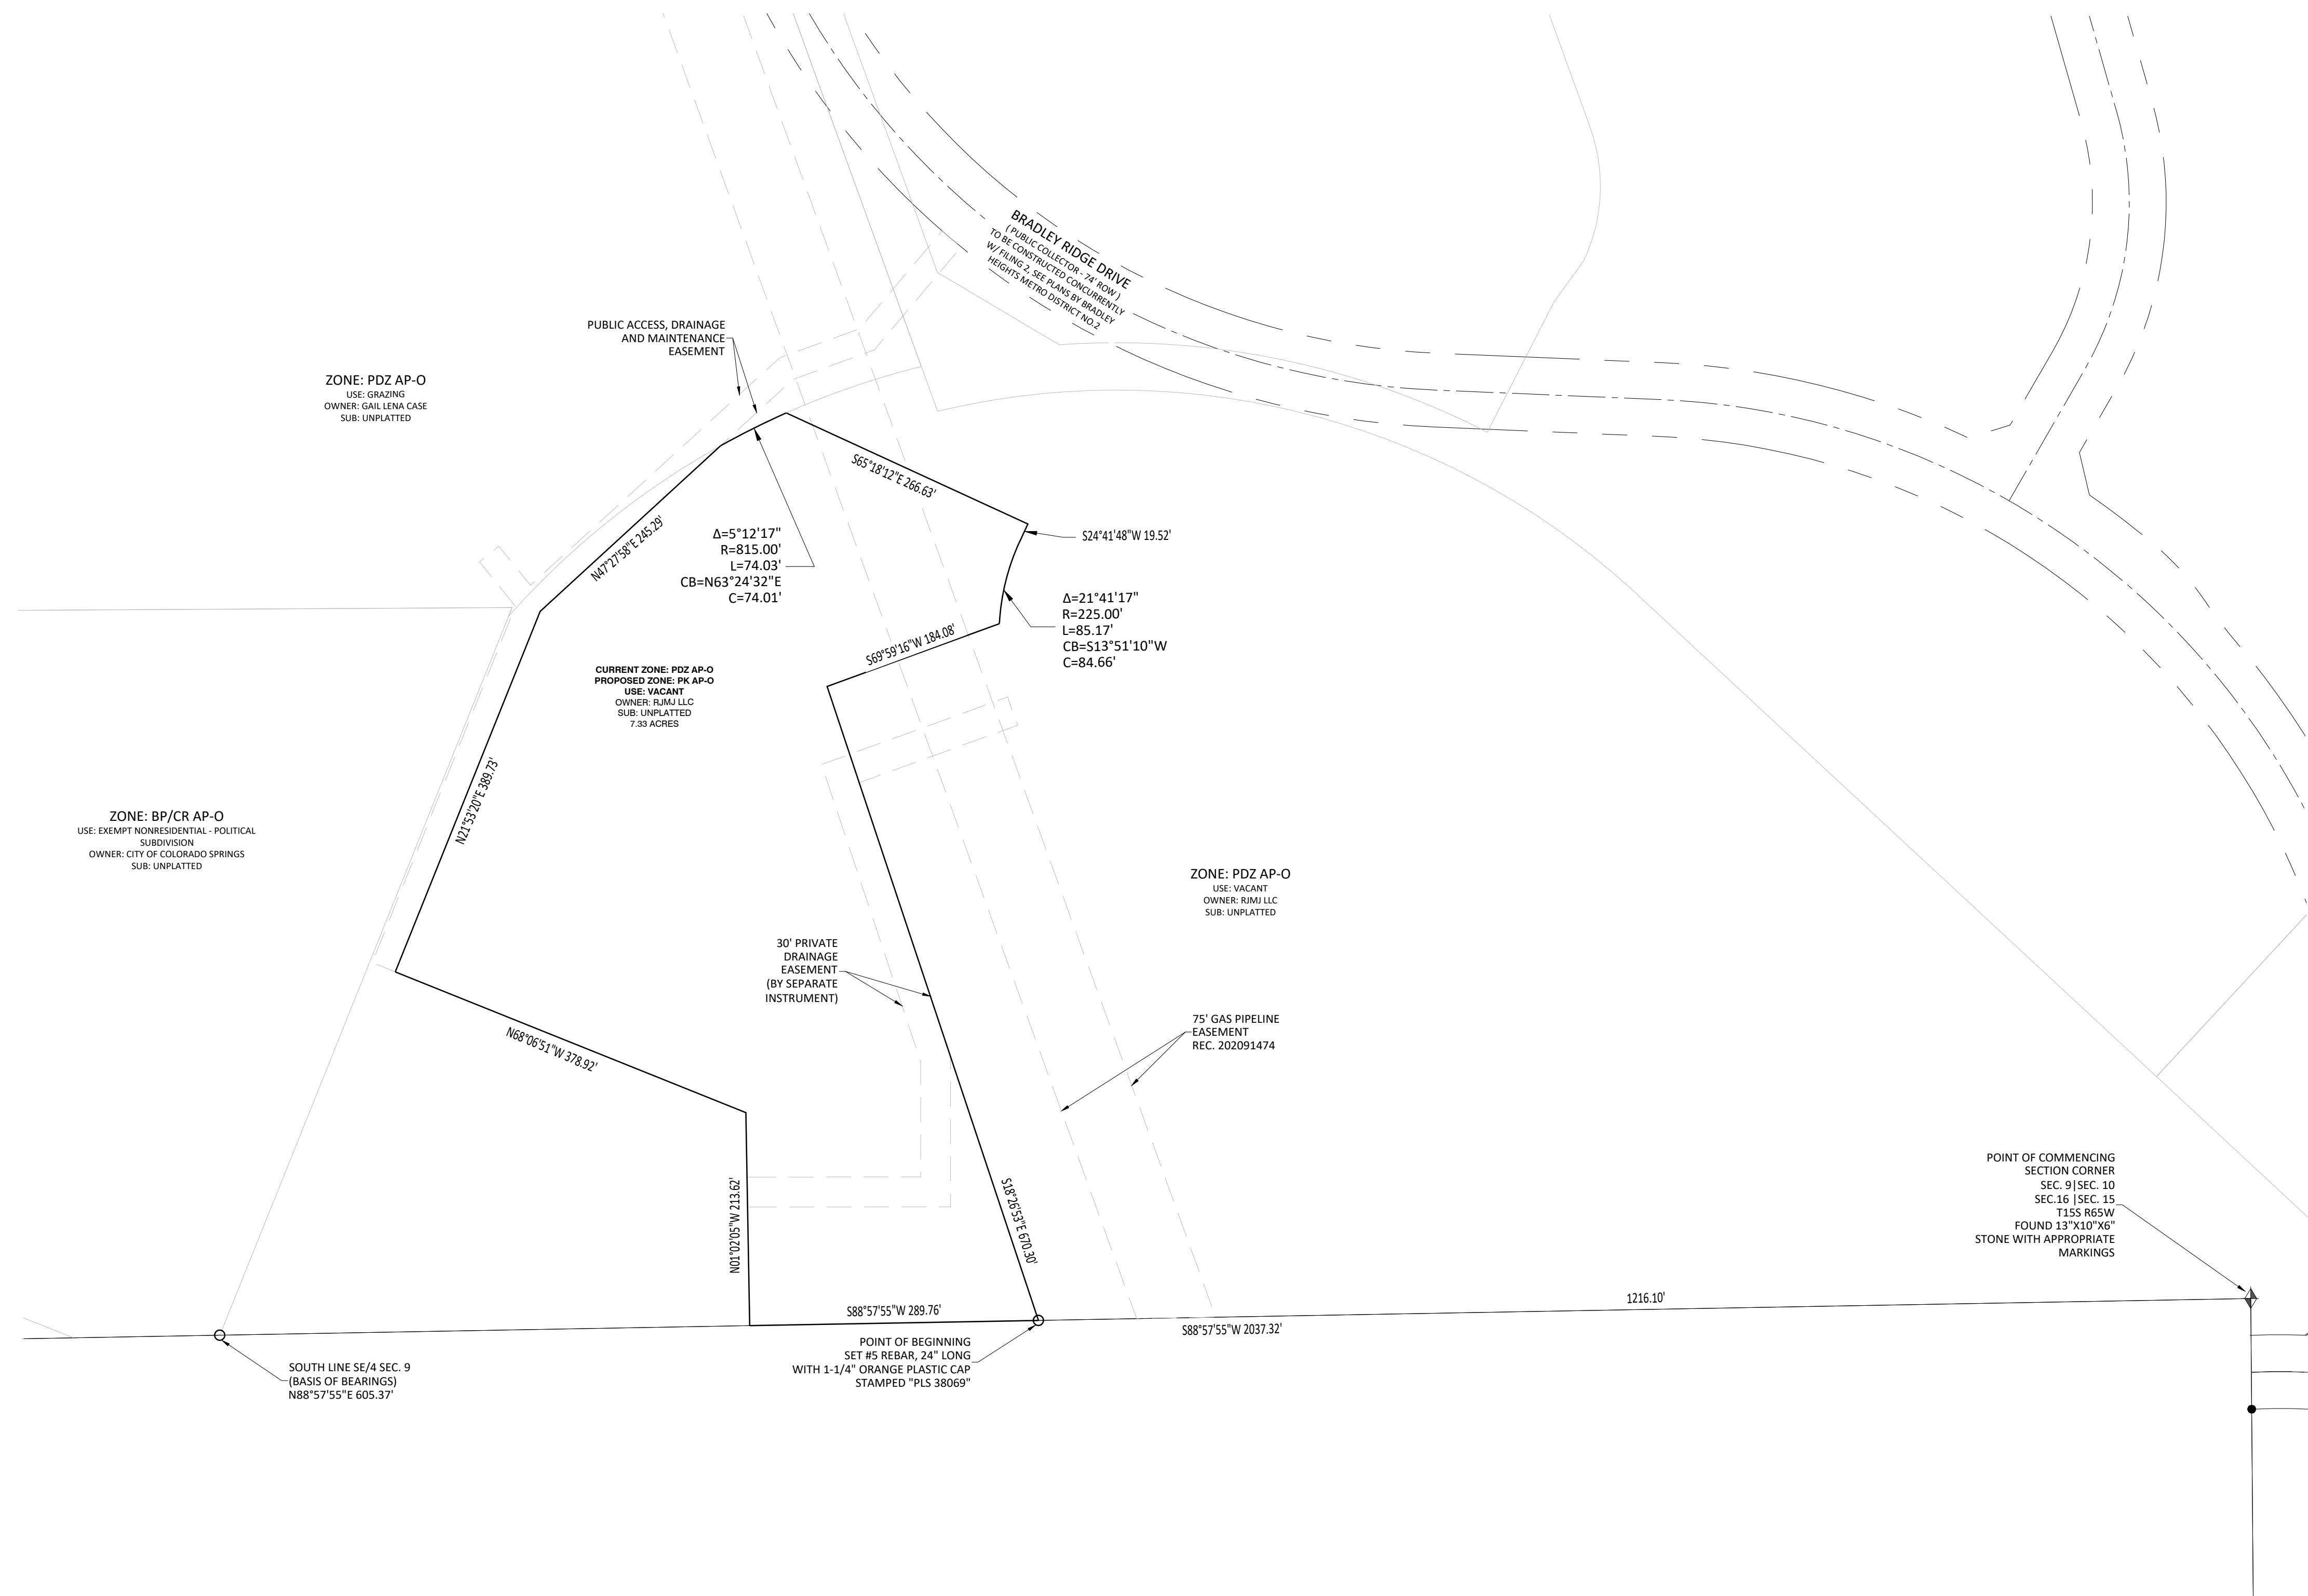 BRADLEY RIDGE DRIVE
( PUBLIC COLLECTOR - 74' ROW )
TO BE CONSTRUCTED CONCURRENTLY
W/ FILING 2, SEE PLANS BY BRADLEY
HEIGHTS METRO DISTRICT NO.2
PUBLIC ACCESS, DRAINAGE
AND MAINTENANCE
EASEMENT
ZONE: PDZ AP-O
USE: GRAZING
OWNER: GAIL LENA CASE
SUB: UNPLATTED
S65°18'12"E 266.63'
N47°27'58"E 245.29'
Δ=5°12'17"
R=815.00'
L=74.03'
CB=N63°24'32"E
C=74.01'
S24°41'48"W 19.52'
Δ=21°41'17"
R=225.00'
L=85.17'
CB=S13°51'10"W
C=84.66'
S69°59'16"W 184.08'
CURRENT ZONE: PDZ AP-O
PROPOSED ZONE: PK AP-O
USE: VACANT
OWNER: RJMJ LLC
SUB: UNPLATTED
7.33 ACRES
N21°53'20"E 389.73'
ZONE: BP/CR AP-O
USE: EXEMPT NONRESIDENTIAL - POLITICAL
SUBDIVISION
OWNER: CITY OF COLORADO SPRINGS
SUB: UNPLATTED
ZONE: PDZ AP-O
USE: VACANT
OWNER: RJMJ LLC
SUB: UNPLATTED
30' PRIVATE
DRAINAGE
EASEMENT
(BY SEPARATE
INSTRUMENT)
75' GAS PIPELINE
EASEMENT
REC. 202091474
N68°06'51"W 378.92'
N01°02'05"W 213.62'
S18°26'53"E 670.30'
POINT OF COMMENCING
SECTION CORNER
SEC. 9|SEC. 10
SEC.16 |SEC. 15
T15S R65W
FOUND 13"X10"X6"
STONE WITH APPROPRIATE
MARKINGS
S88°57'55"W 289.76'
1216.10'
S88°57'55"W 2037.32'
POINT OF BEGINNING
SET #5 REBAR, 24" LONG
WITH 1-1/4" ORANGE PLASTIC CAP
STAMPED "PLS 38069"
SOUTH LINE SE/4 SEC. 9
(BASIS OF BEARINGS)
N88°57'55"E 605.37'